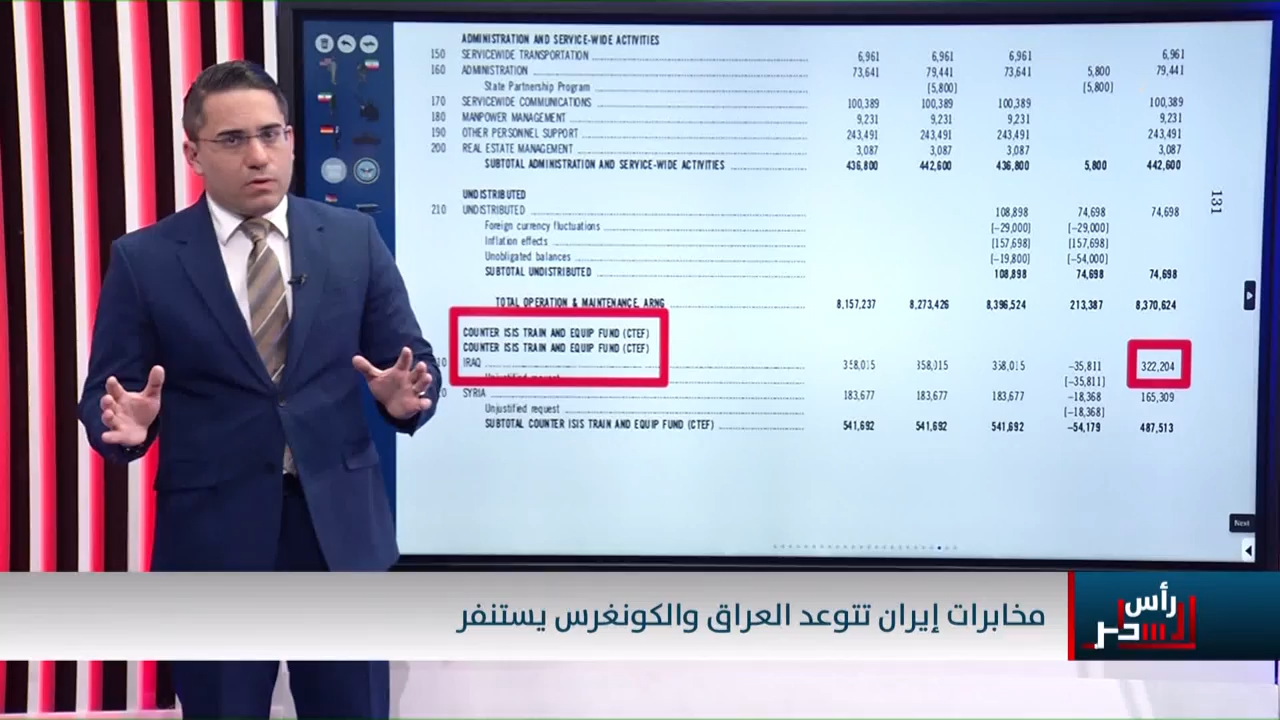 ADMINISTRATION AND SERVICE-WIDE ACTIVITIES
150 SERVICEWIDE TRANSPORTATION 6,961 6,961 6,961 6,961
160 ADMINISTRATION 73,641 79,441 73,641 5,800 79,441
State Partnership Program [5,800] [5,800]
170 SERVICEWIDE COMMUNICATIONS 100,389 100,389 100,389 100,389
180 MANPOWER MANAGEMENT 9,231 9,231 9,231 9,231
190 OTHER PERSONNEL SUPPORT 243,491 243,491 243,491 243,491
200 REAL ESTATE MANAGEMENT 3,087 3,087 3,087 3,087
SUBTOTAL ADMINISTRATION AND SERVICE-WIDE ACTIVITIES 436,800 442,600 436,800 5,800 442,600
UNDISTRIBUTED
210 UNDISTRIBUTED 108,898 74,698 74,698
Foreign currency fluctuations [-29,000] [-29,000]
Inflation effects [157,698] [157,698]
Unobligated balances [-19,800] [-54,000]
SUBTOTAL UNDISTRIBUTED 108,898 74,698 74,698
131
TOTAL OPERATION & MAINTENANCE, ARNG 8,157,237 8,273,426 8,396,524 213,387 8,370,624
COUNTER ISIS TRAIN AND EQUIP FUND (CTEF)
COUNTER ISIS TRAIN AND EQUIP FUND (CTEF)
IRAQ 358,015 358,015 358,015 -35,811 322,204
[-35,811]
SYRIA 183,677 183,677 183,677 -18,368 165,309
Unjustified request [-18,368]
SUBTOTAL COUNTER ISIS TRAIN AND EQUIP FUND (CTEF) 541,692 541,692 541,692 -54,179 487,513
Next
مخابرات إيران تتوعد العراق والكونغرس يستنفر
رأس
السطر